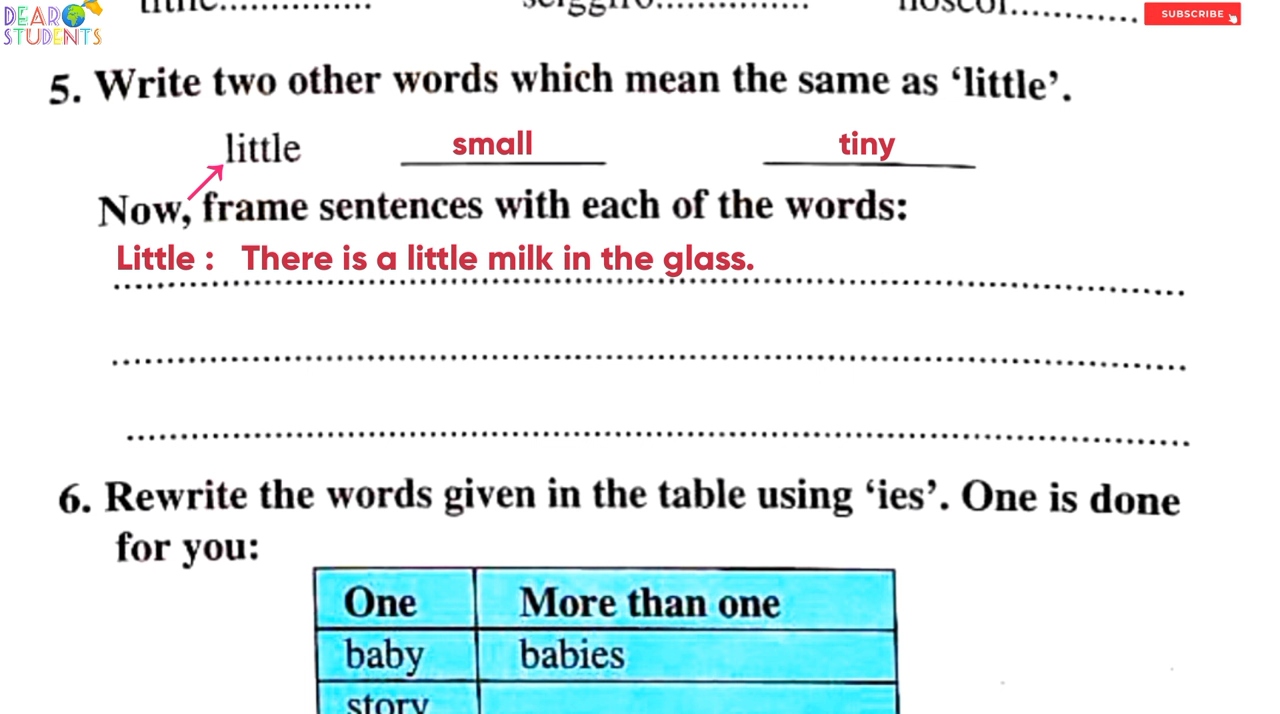 DEAR STUDENTS
SUBSCRIBE
5. Write two other words which mean the same as ‘little’.
little small tiny
Now, frame sentences with each of the words:
Little : There is a little milk in the glass.
6. Rewrite the words given in the table using ‘ies’. One is done
for you:
One More than one
baby babies
story